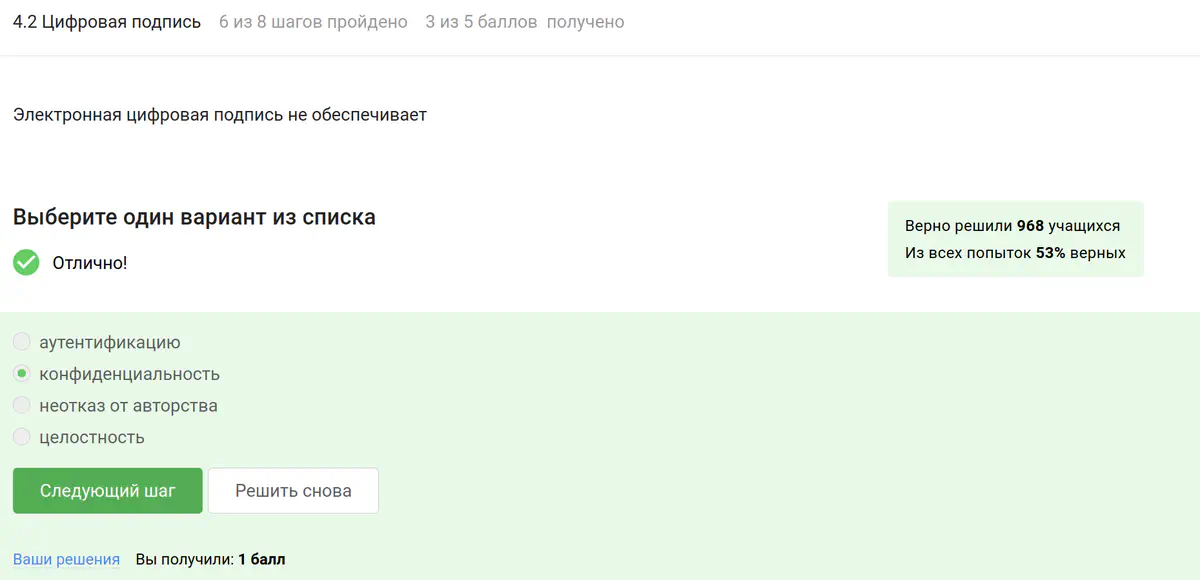 4.2 Цифровая подпись 6 из 8 шагов пройдено 3 из 5 баллов получено
Электронная цифровая подпись не обеспечивает
Выберите один вариант из списка
Отлично!
Верно решили 968 учащихся
Из всех попыток 53% верных
аутентификацию
конфиденциальность
неотказ от авторства
целостность
Следующий шаг Решить снова
Ваши решения Вы получили: 1 балл